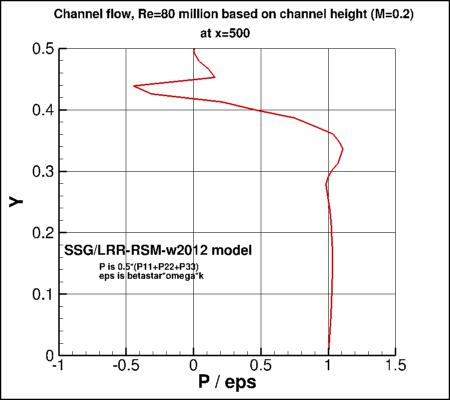 Channel flow, Re=80 million based on channel height (M=0.2)
at x=500
0.5
0.4
0.3
Y
0.2
SSG/LRR-RSM-w2012 model
P is 0.5*(P11+P22+P33)
eps is betastar*omega*k
0.1
0
-1 -0.5 0 0.5 1 1.5
P / eps